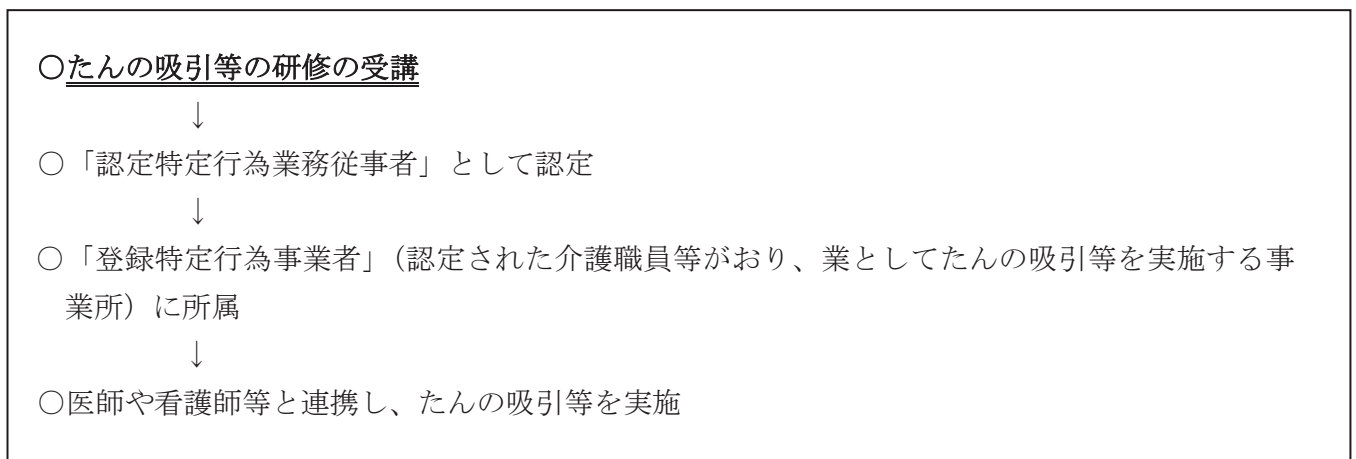 ○たんの吸引等の研修の受講
↓
○「認定特定行為業務従事者」として認定
↓
○「登録特定行為事業者」（認定された介護職員等がおり、業としてたんの吸引等を実施する事
業所）に所属
↓
○医師や看護師等と連携し、たんの吸引等を実施